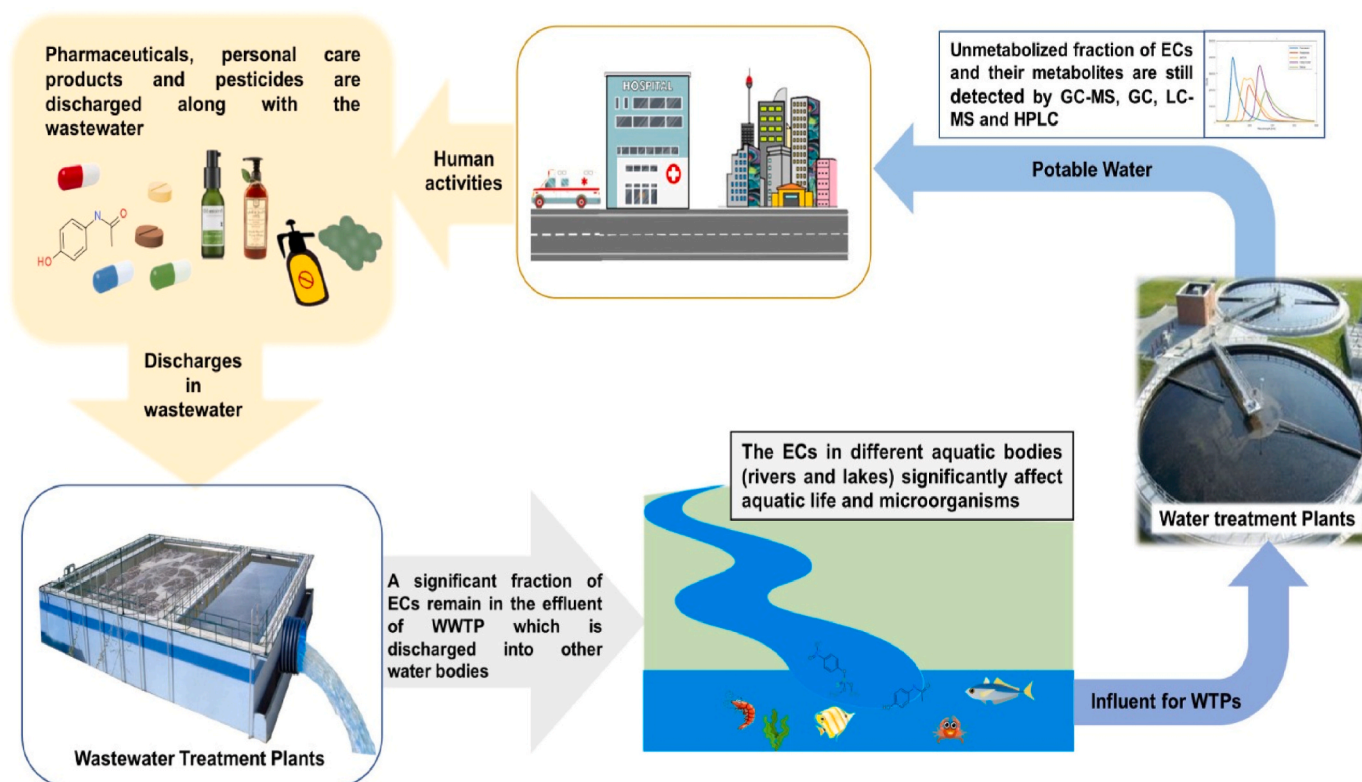 Pharmaceuticals, personal care
products and pesticides are
discharged along with the
wastewater
HO
N
O
Human
activities
HOSPITAL
Unmetabolized fraction of ECs
and their metabolites are still
detected by GC-MS, GC, LC-
MS and HPLC
Potable Water
Discharges
in
wastewater
Wastewater Treatment Plants
A significant fraction of
ECs remain in the effluent
of WWTP which is
discharged into other
water bodies
The ECs in different aquatic bodies
(rivers and lakes) significantly affect
aquatic life and microorganisms
Influent for WTPs
Water treatment Plants